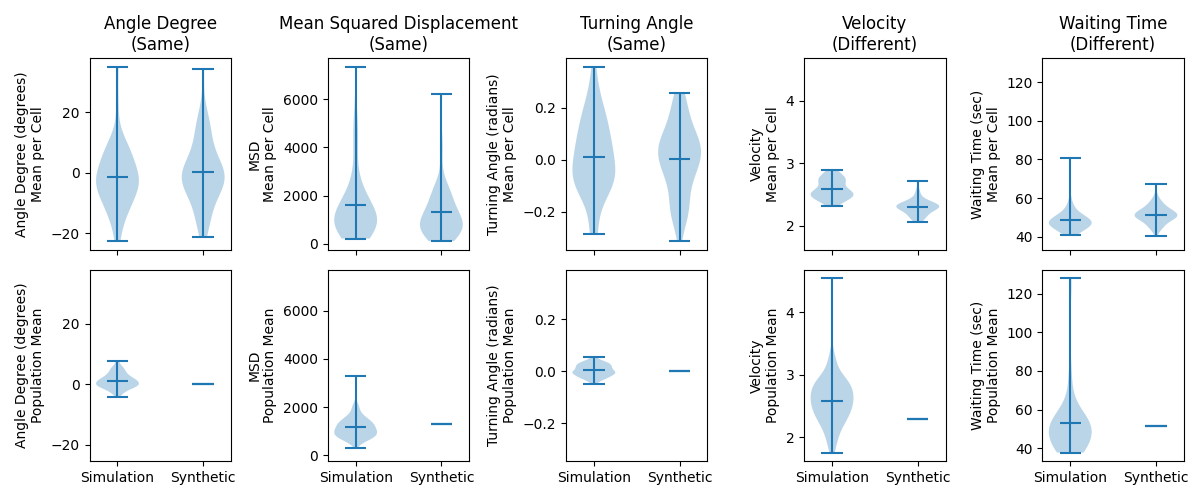 Angle Degree
(Same)
Mean Squared Displacement
(Same)
Turning Angle
(Same)
Velocity
(Different)
Waiting Time
(Different)
Angle Degree (degrees)
Mean per Cell
20
0
−20
MSD
Mean per Cell
6000
4000
2000
0
Turning Angle (radians)
Mean per Cell
0.2
0.0
−0.2
Velocity
Mean per Cell
4
3
2
Waiting Time (sec)
Mean per Cell
120
100
80
60
40
Angle Degree (degrees)
Population Mean
20
0
−20
MSD
Population Mean
6000
4000
2000
0
Turning Angle (radians)
Population Mean
0.2
0.0
−0.2
Velocity
Population Mean
4
3
2
Waiting Time (sec)
Population Mean
120
100
80
60
40
Simulation Synthetic
Simulation Synthetic
Simulation Synthetic
Simulation Synthetic
Simulation Synthetic